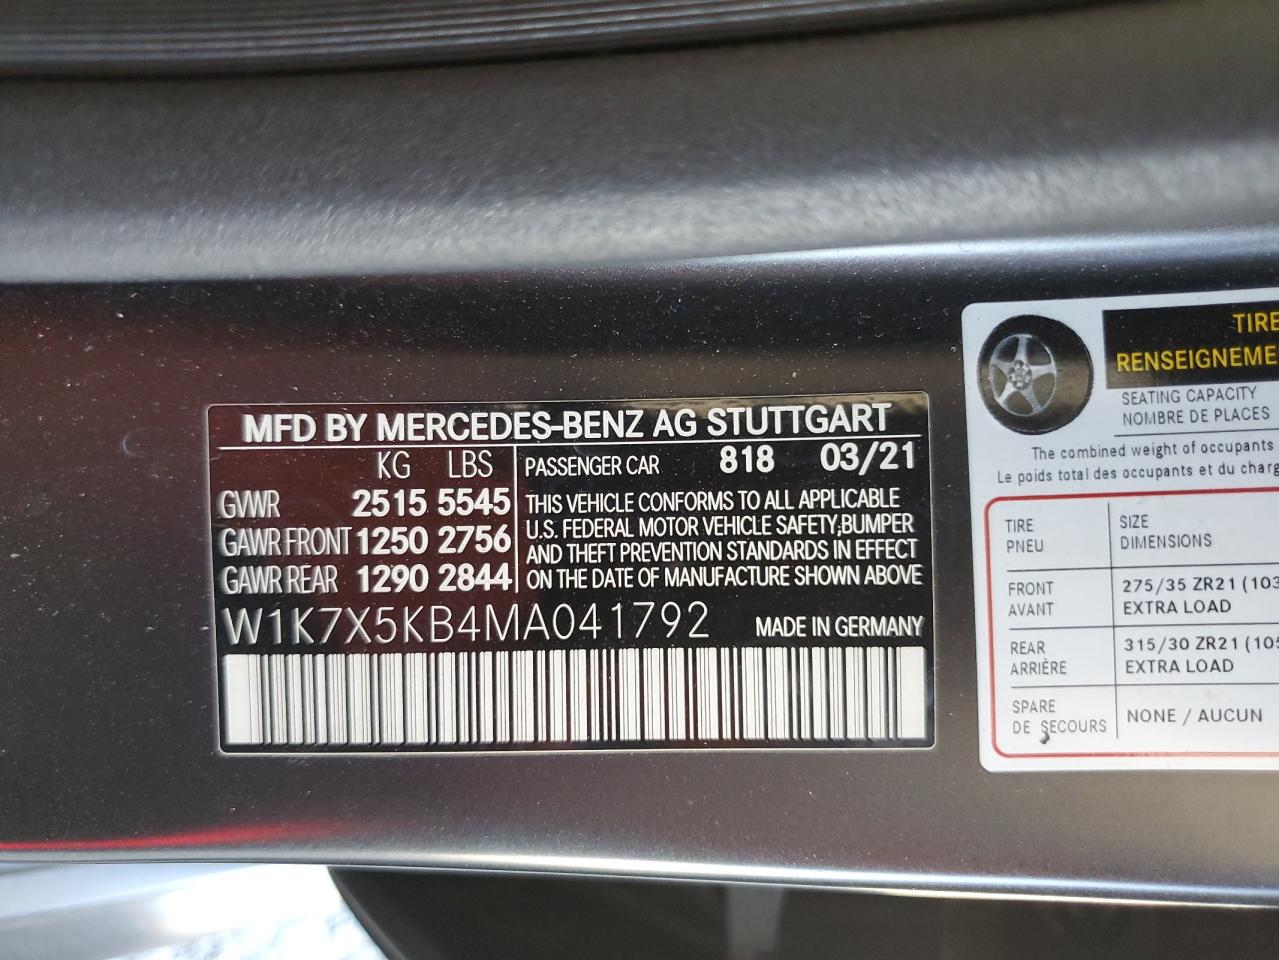 MFD BY MERCEDES-BENZ AG STUTTGART
KG LBS
GVWR 2515 5545
GAWR FRONT 1250 2756
GAWR REAR 1290 2844
PASSENGER CAR 818 03/21
THIS VEHICLE CONFORMS TO ALL APPLICABLE
U.S. FEDERAL MOTOR VEHICLE SAFETY,BUMPER
AND THEFT PREVENTION STANDARDS IN EFFECT
ON THE DATE OF MANUFACTURE SHOWN ABOVE
W1K7X5KB4MA041792 MADE IN GERMANY
TIRE
RENSEIGNEME
SEATING CAPACITY
NOMBRE DE PLACES
The combined weight of occupants
Le poids total des occupants et du charg
TIRE SIZE
PNEU DIMENSIONS
FRONT 275/35 ZR21 (103
AVANT EXTRA LOAD
REAR 315/30 ZR21 (105
ARRIÈRE EXTRA LOAD
SPARE NONE / AUCUN
DE SECOURS